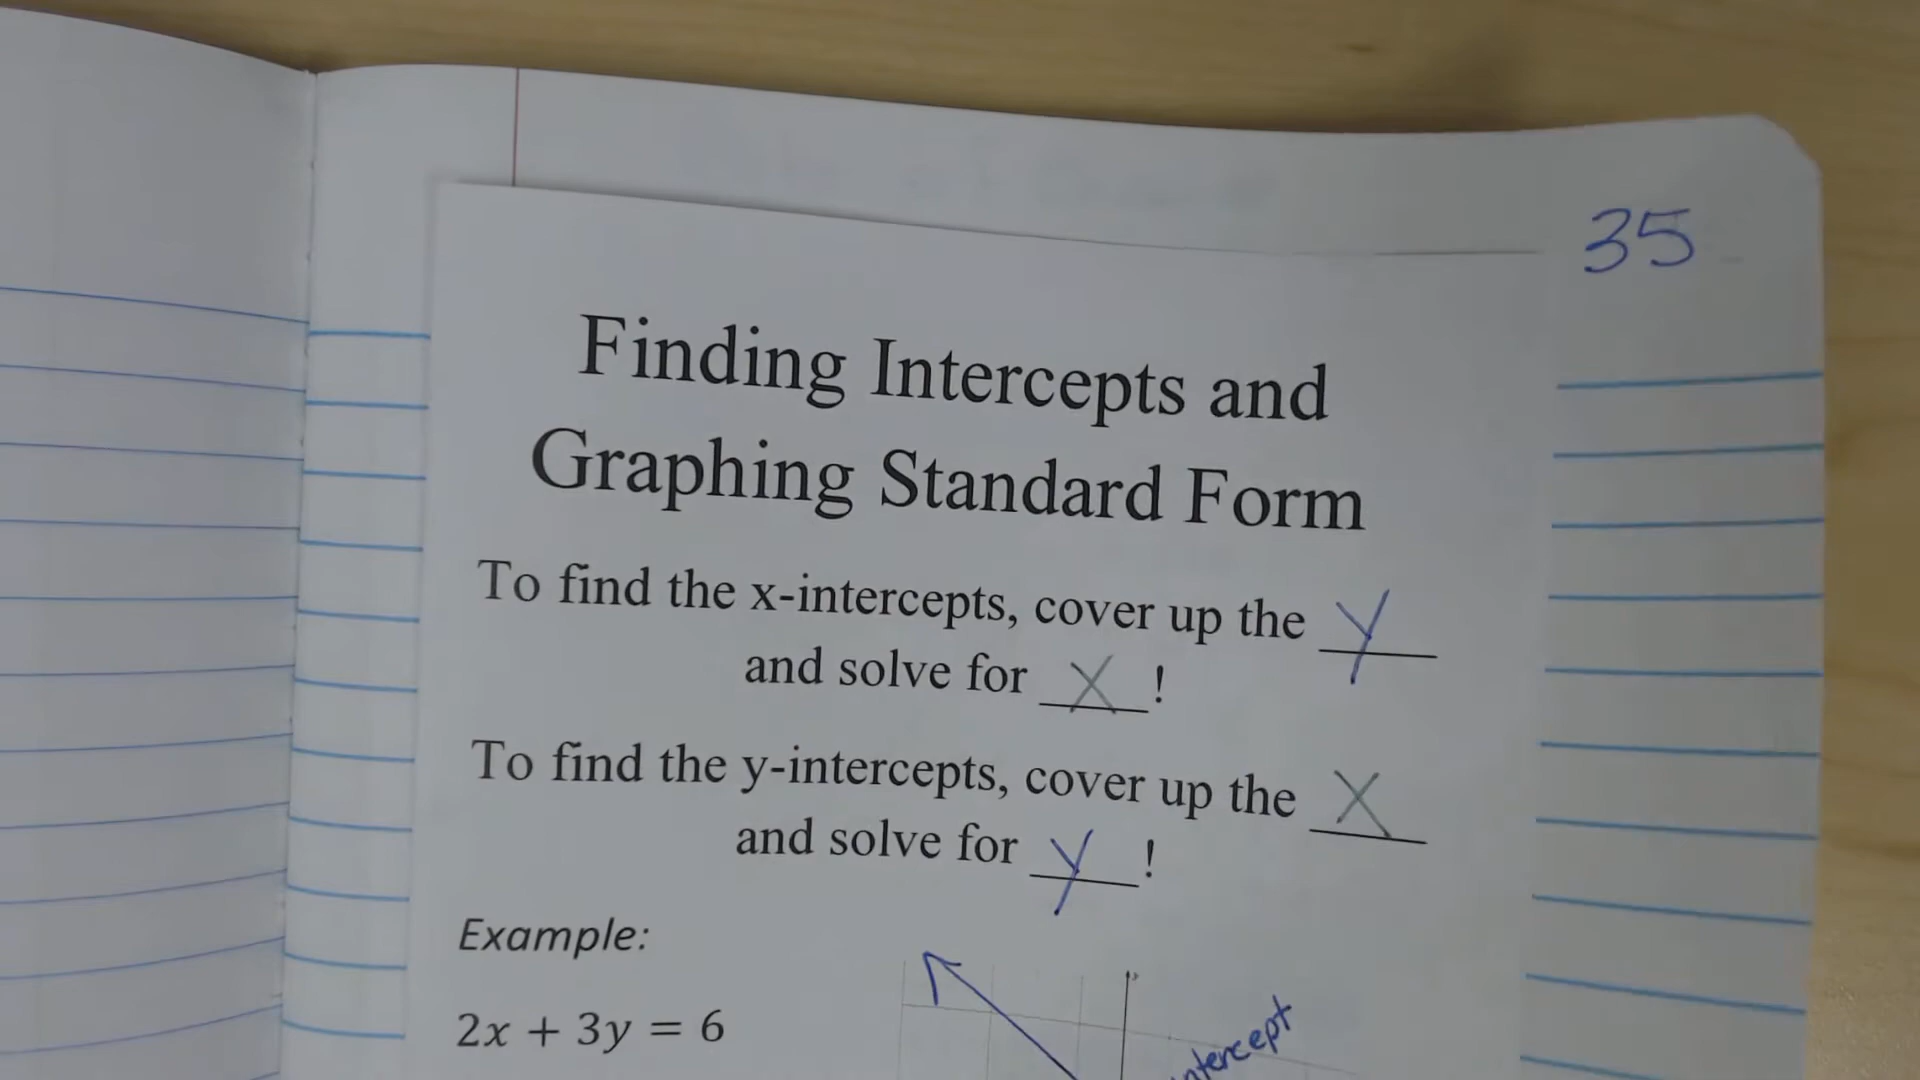 35
Finding Intercepts and
Graphing Standard Form
To find the x-intercepts, cover up the y
and solve for x!
To find the y-intercepts, cover up the x
and solve for y!
Example:
2x + 3y = 6